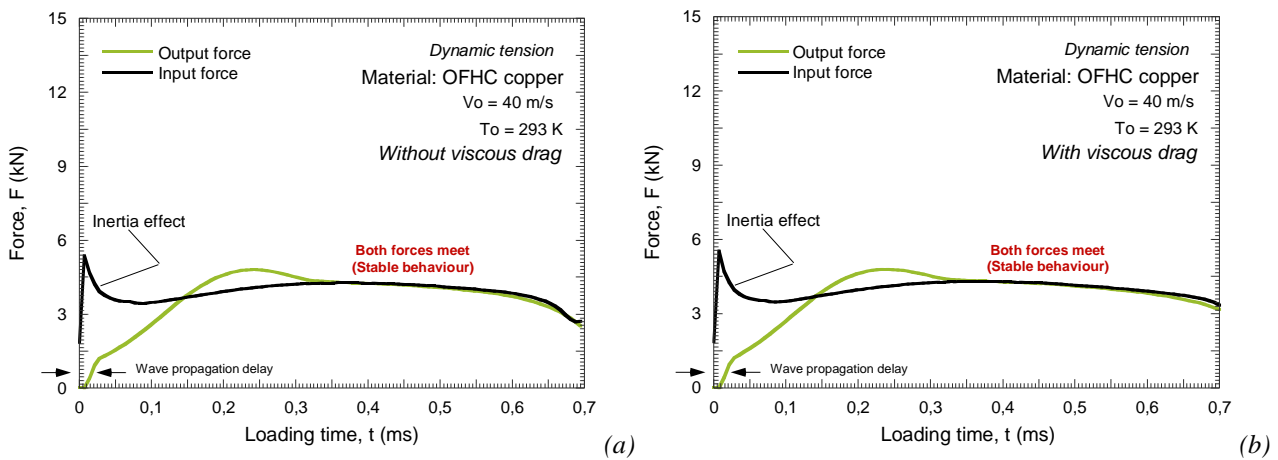 15
12
9
6
3
0
Force, F (kN)
Output force
Input force
Dynamic tension
Material: OFHC copper
Vo = 40 m/s
To = 293 K
Without viscous drag
Inertia effect
Both forces meet
(Stable behaviour)
Wave propagation delay
0 0,1 0,2 0,3 0,4 0,5 0,6 0,7
Loading time, t (ms)
(a)
15
12
9
6
3
0
Force, F (kN)
Output force
Input force
Dynamic tension
Material: OFHC copper
Vo = 40 m/s
To = 293 K
With viscous drag
Inertia effect
Both forces meet
(Stable behaviour)
Wave propagation delay
0 0,1 0,2 0,3 0,4 0,5 0,6 0,7
Loading time, t (ms)
(b)